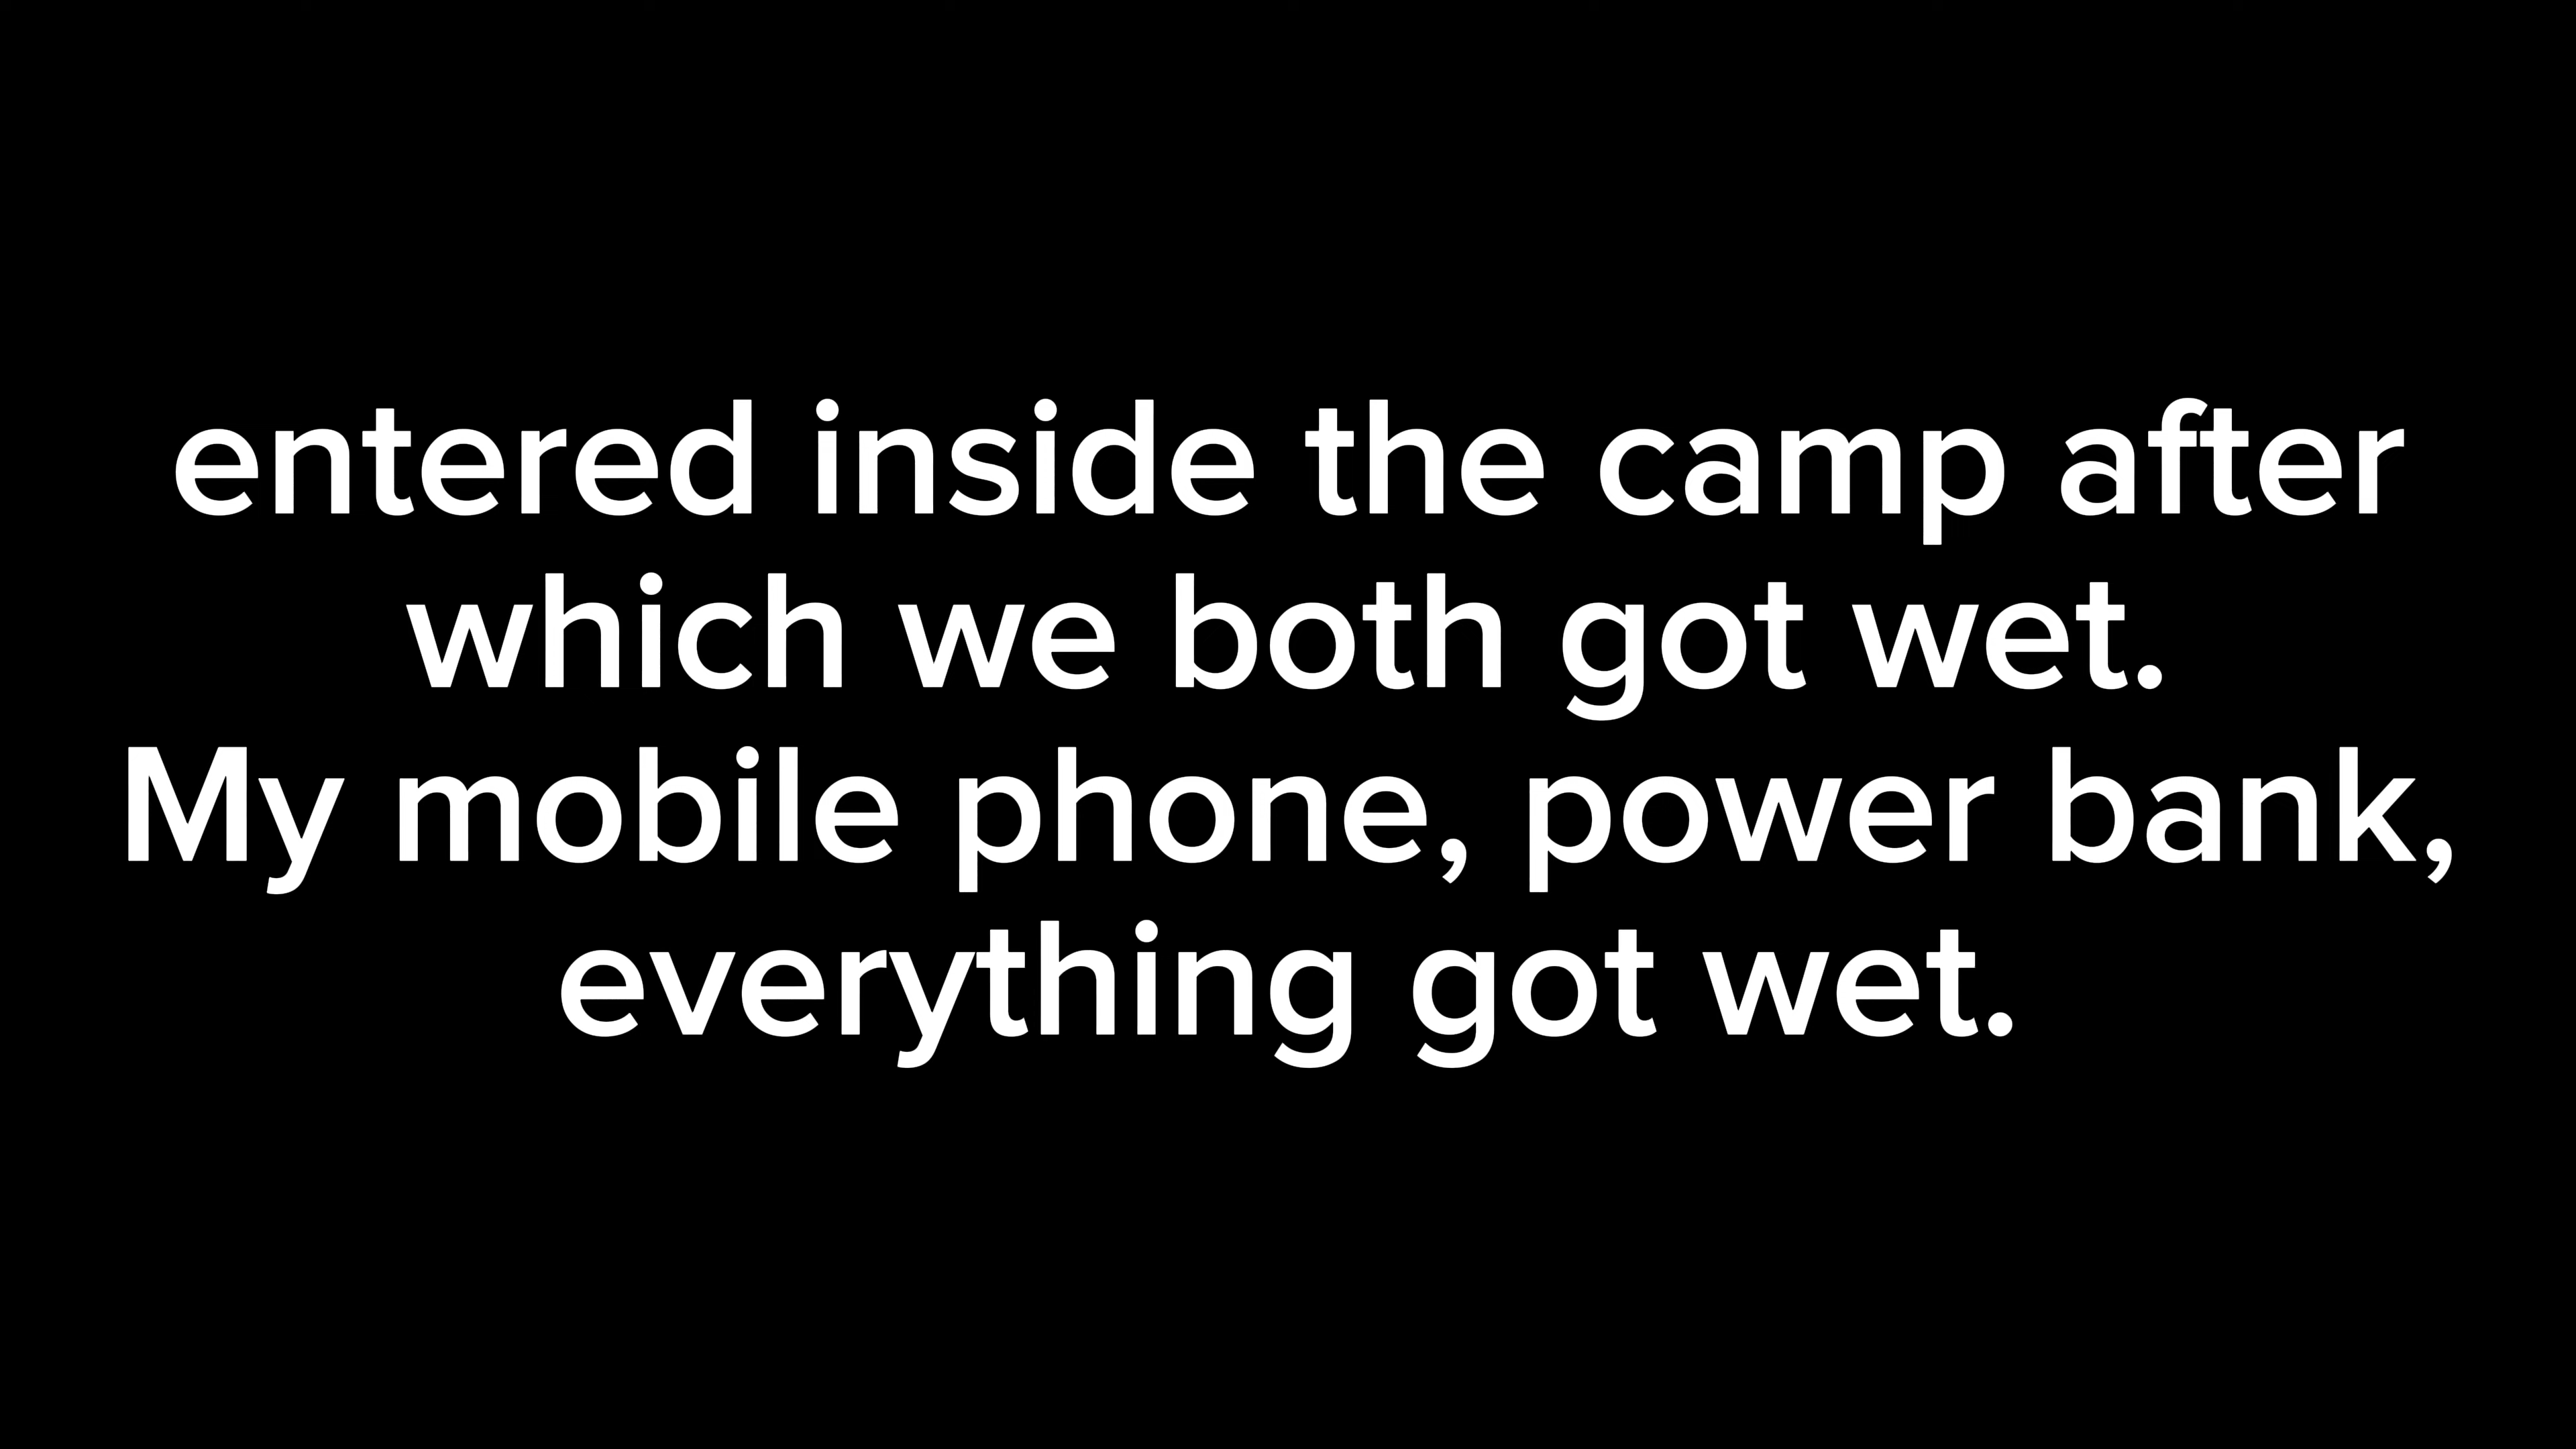 entered inside the camp after
which we both got wet.
My mobile phone, power bank,
everything got wet.